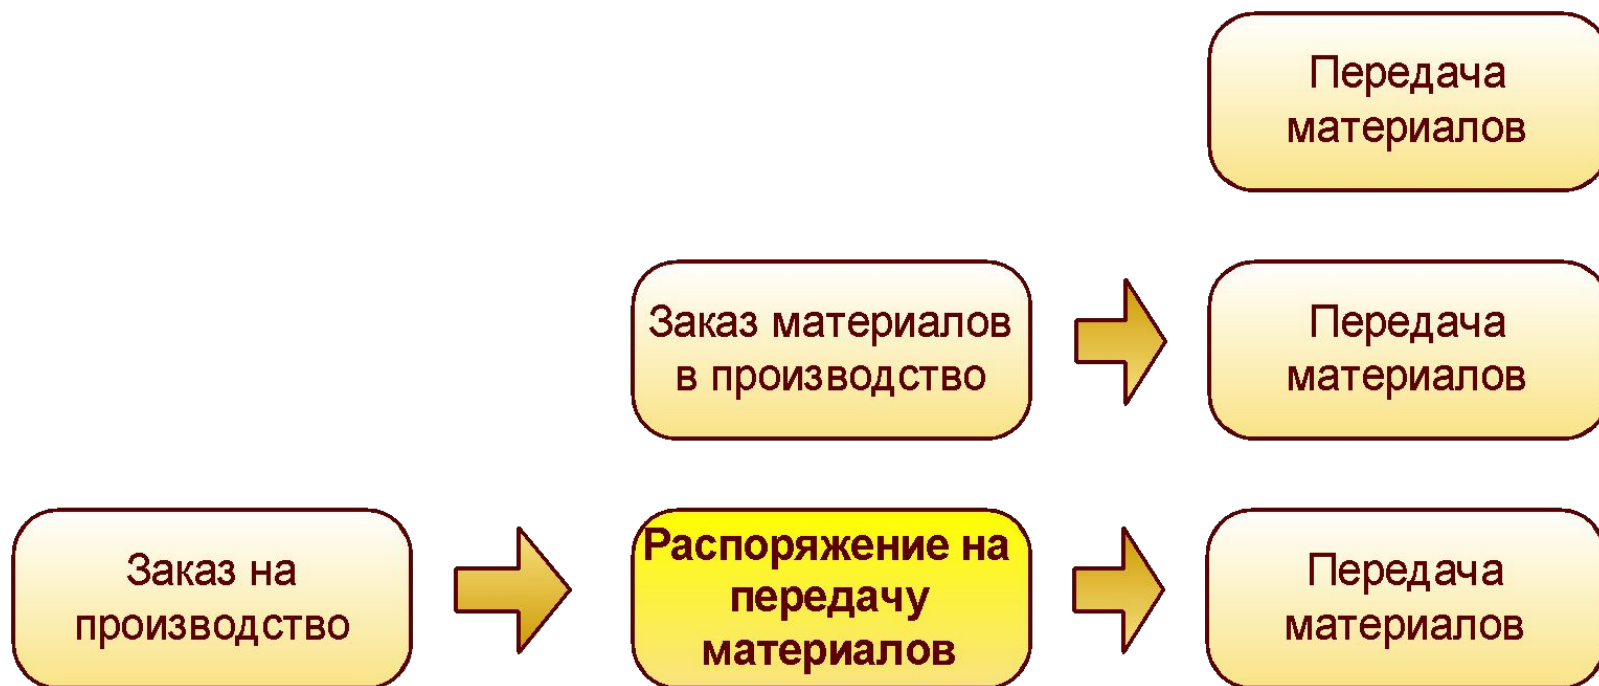 Передача
материалов
Заказ материалов
в производство
Передача
материалов
Заказ на
производство
Распоряжение на
передачу
материалов
Передача
материалов